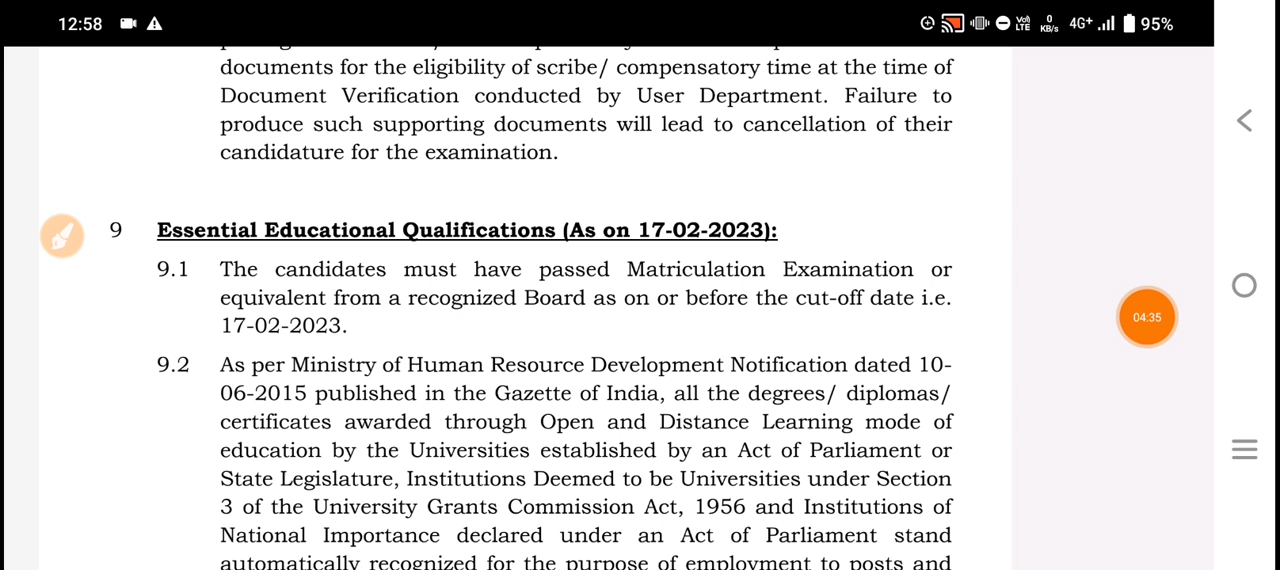 12:58
Vo) LTE 0 KB/s 4G+ 95%
documents for the eligibility of scribe/ compensatory time at the time of
Document Verification conducted by User Department. Failure to
produce such supporting documents will lead to cancellation of their
candidature for the examination.
9 Essential Educational Qualifications (As on 17-02-2023):
9.1 The candidates must have passed Matriculation Examination or
equivalent from a recognized Board as on or before the cut-off date i.e.
17-02-2023.
04:35
9.2 As per Ministry of Human Resource Development Notification dated 10-
06-2015 published in the Gazette of India, all the degrees/ diplomas/
certificates awarded through Open and Distance Learning mode of
education by the Universities established by an Act of Parliament or
State Legislature, Institutions Deemed to be Universities under Section
3 of the University Grants Commission Act, 1956 and Institutions of
National Importance declared under an Act of Parliament stand
automatically recognized for the purpose of employment to posts and